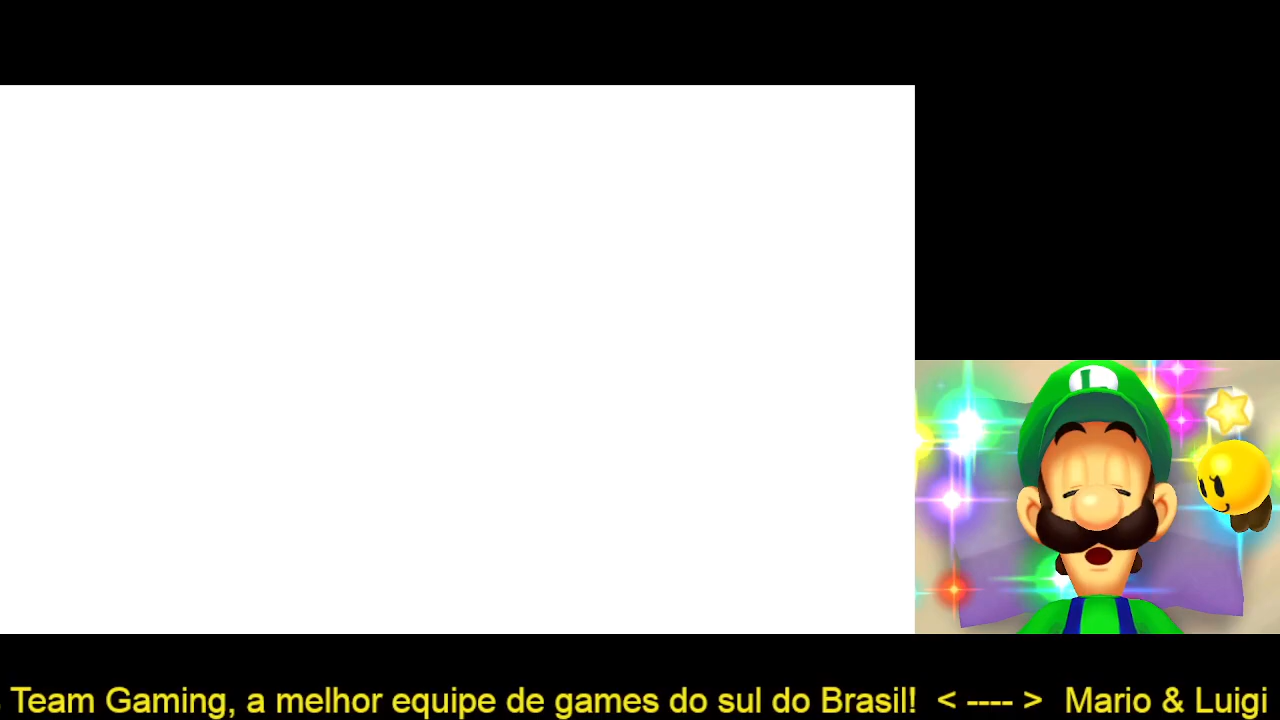 L
Team Gaming, a melhor equipe de games do sul do Brasil! < ---- > Mario & Luigi